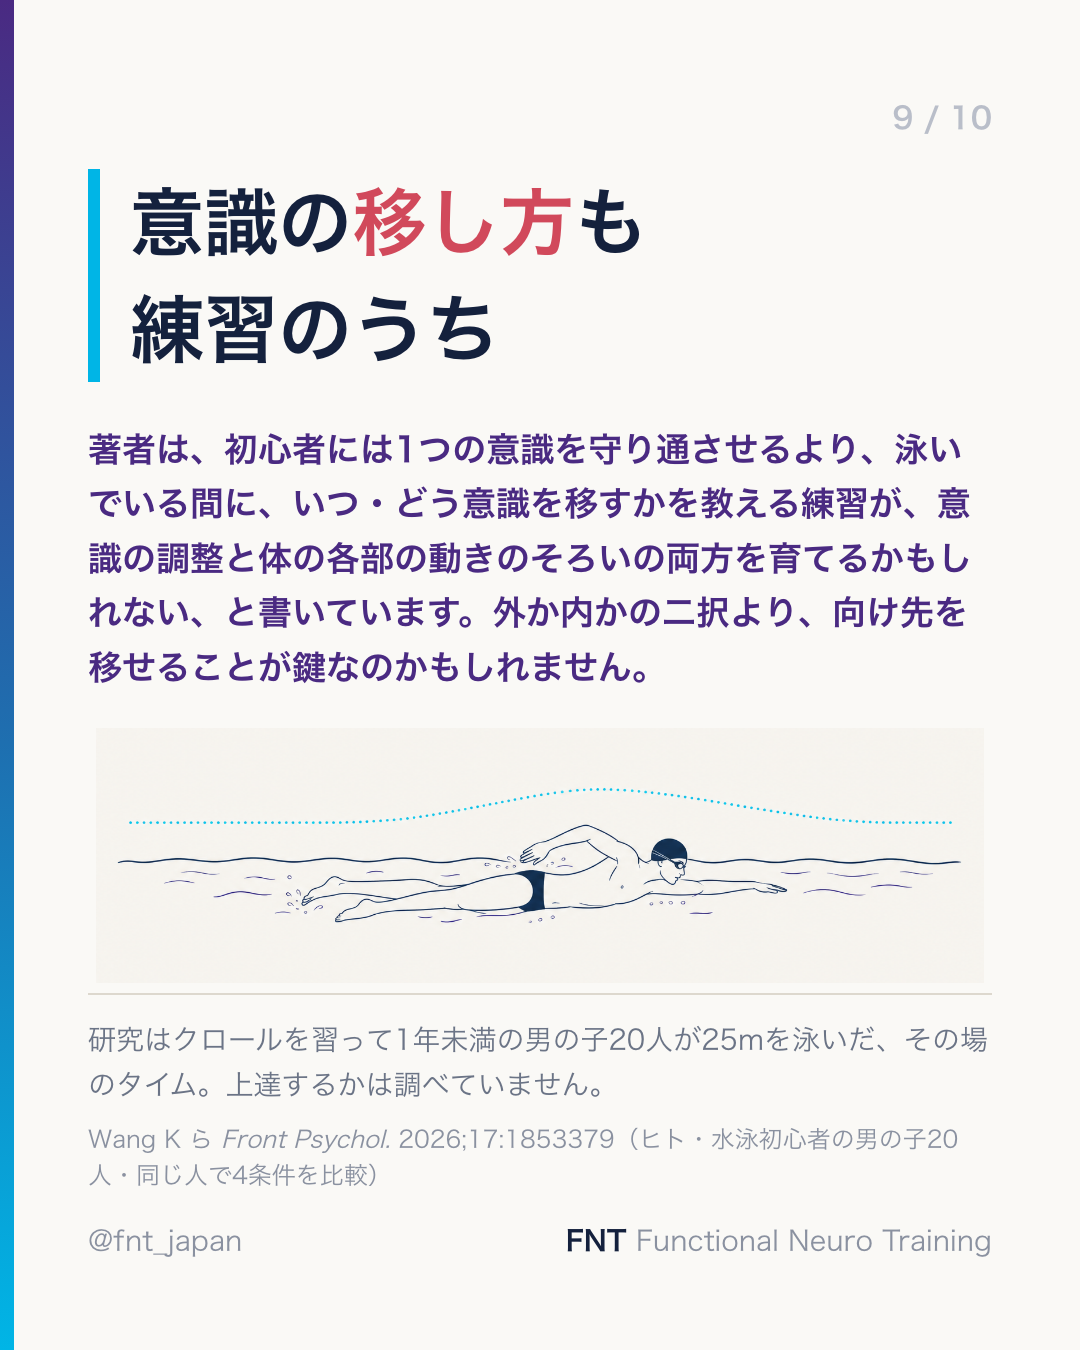 9 / 10
意識の移し方も
練習のうち
著者は、初心者には1つの意識を守り通させるより、泳い
でいる間に、いつ・どう意識を移すかを教える練習が、意
識の調整と体の各部の動きのそろいの両方を育てるかもし
れない、と書いています。外か内かの二択より、向け先を
移せることが鍵なのかもしれません。
研究はクロールを習って1年未満の男の子20人が25mを泳いだ、その場
のタイム。上達するかは調べていません。
Wang K ら Front Psychol. 2026;17:1853379（ヒト・水泳初心者の男の子20
人・同じ人で4条件を比較）
@fnt_japan
FNT Functional Neuro Training